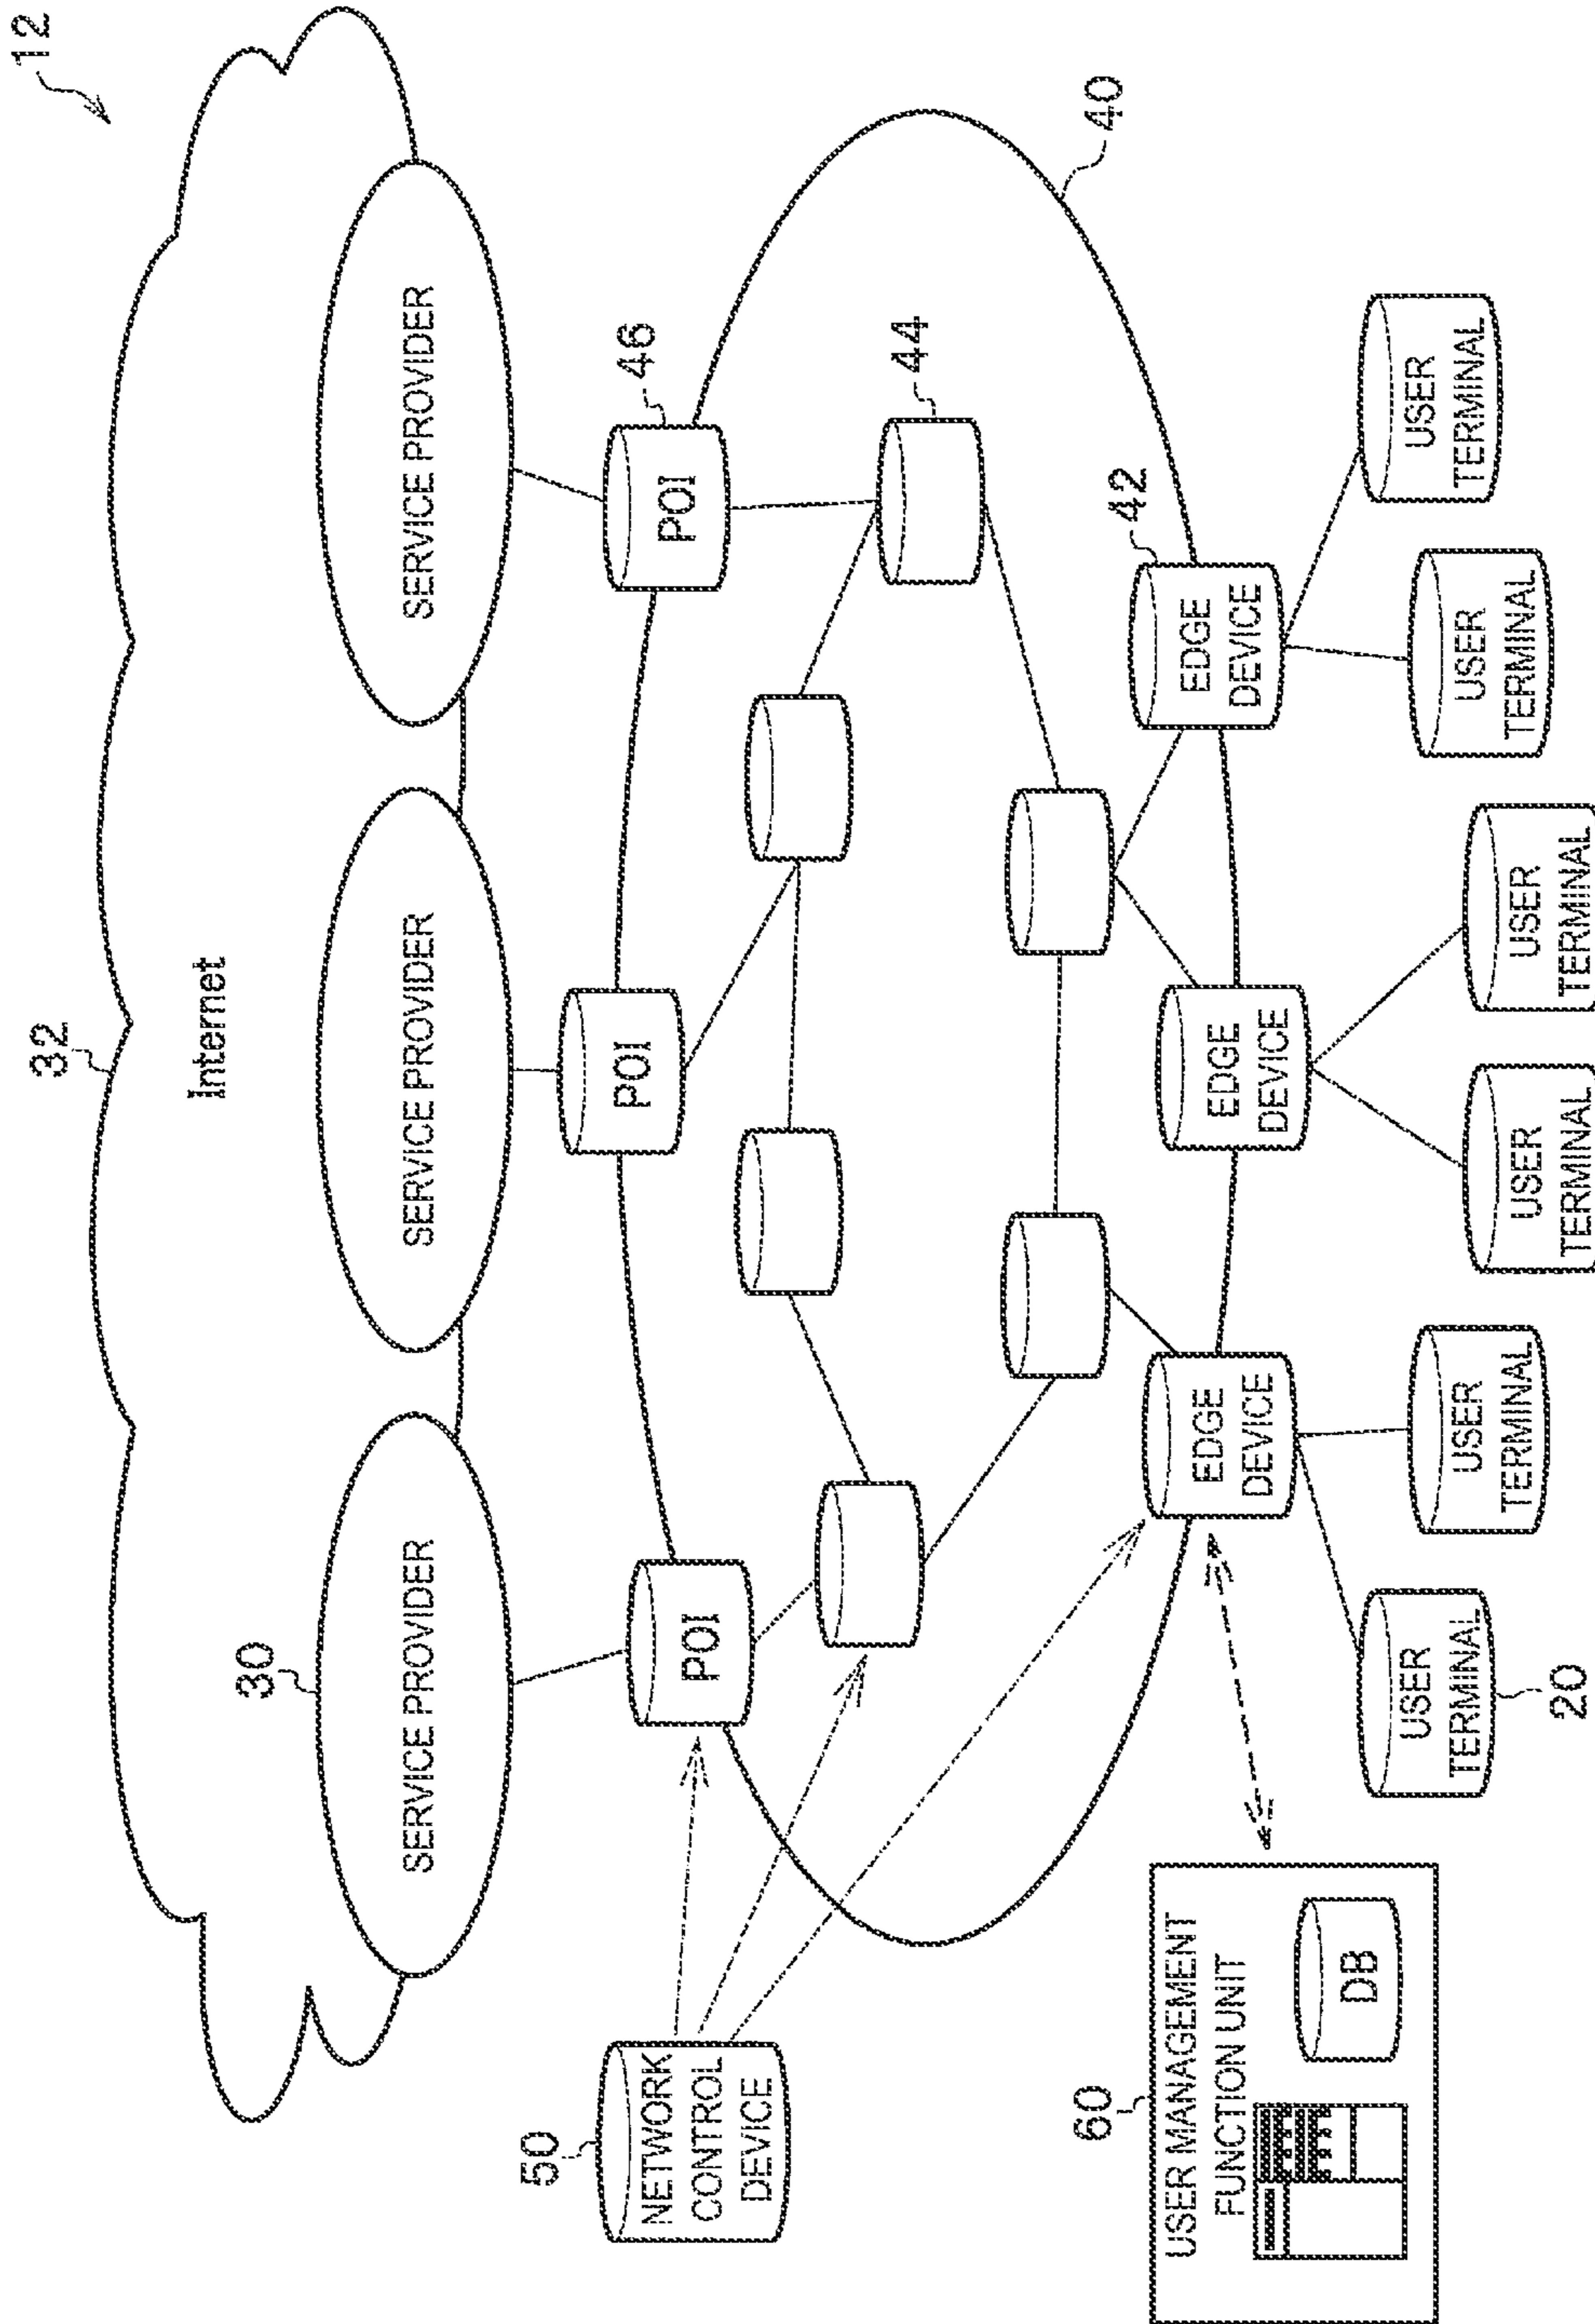 12
32
Internet
30
SERVICE PROVIDER
SERVICE PROVIDER
SERVICE PROVIDER
50
NETWORK
CONTROL
DEVICE
POI
POI
POI
46
44
40
EDGE
DEVICE
EDGE
DEVICE
EDGE
DEVICE
42
60
USER MANAGEMENT
FUNCTION UNIT
DB
USER
TERMINAL
20
USER
TERMINAL
USER
TERMINAL
USER
TERMINAL
USER
TERMINAL
USER
TERMINAL